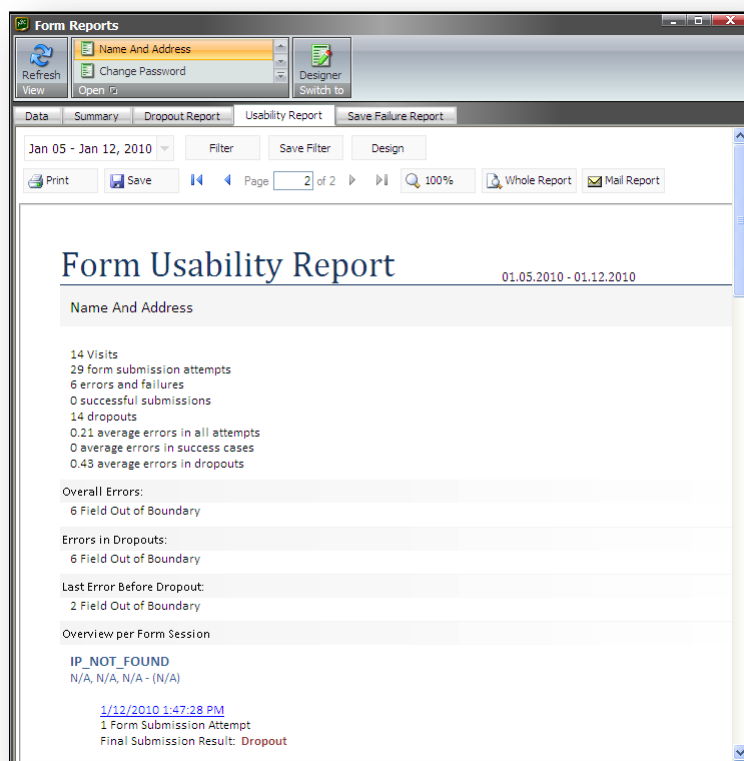 Form Reports
Name And Address
Change Password
Refresh
Designer
View
Open
Switch to
Data Summary Dropout Report Usability Report Save Failure Report
Jan 05 - Jan 12, 2010 Filter Save Filter Design
Print Save Page 2 of 2 100% Whole Report Mail Report
Form Usability Report 01.05.2010 - 01.12.2010
Name And Address
14 Visits
29 form submission attempts
6 errors and failures
0 successful submissions
14 dropouts
0.21 average errors in all attempts
0 average errors in success cases
0.43 average errors in dropouts
Overall Errors:
6 Field Out of Boundary
Errors in Dropouts:
6 Field Out of Boundary
Last Error Before Dropout:
2 Field Out of Boundary
Overview per Form Session
IP_NOT_FOUND
N/A, N/A, N/A - (N/A)
1/12/2010 1:47:28 PM
1 Form Submission Attempt
Final Submission Result: Dropout